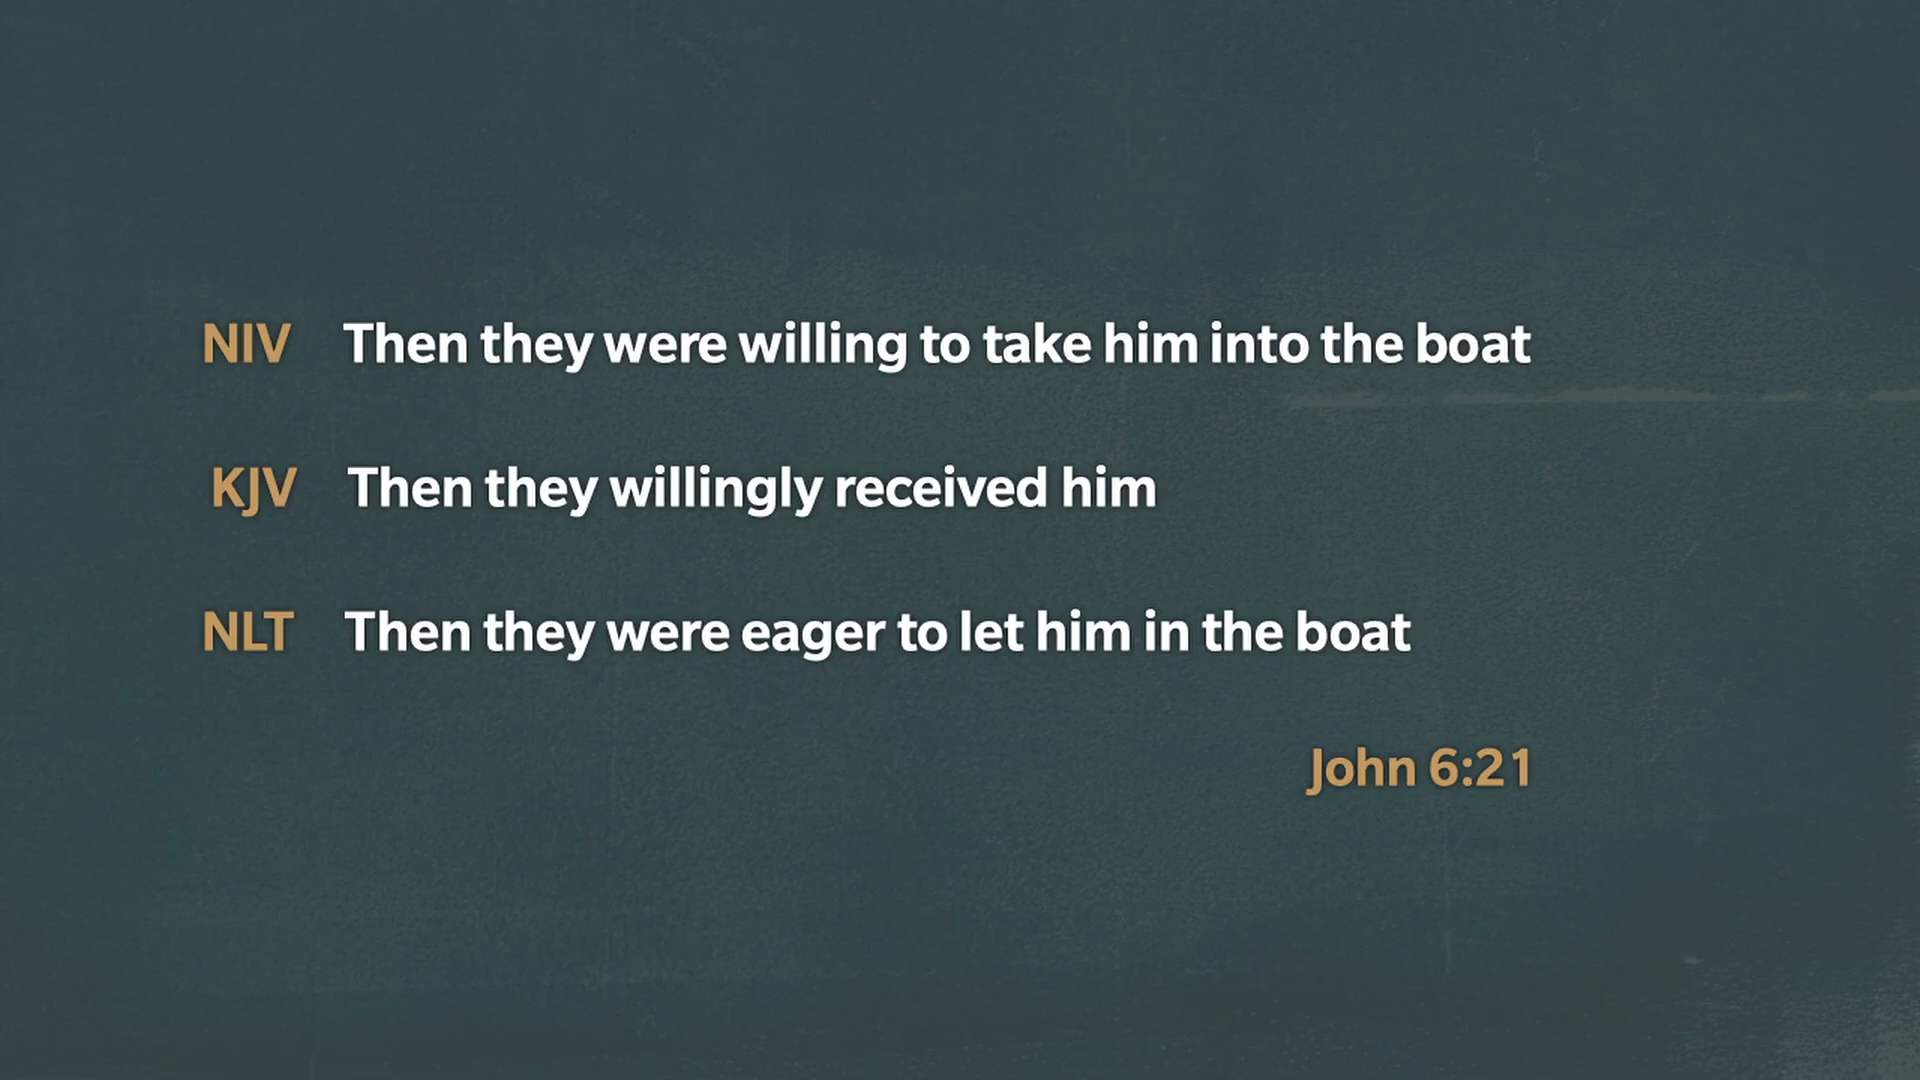 NIV Then they were willing to take him into the boat
KJV Then they willingly received him
NLT Then they were eager to let him in the boat
John 6:21